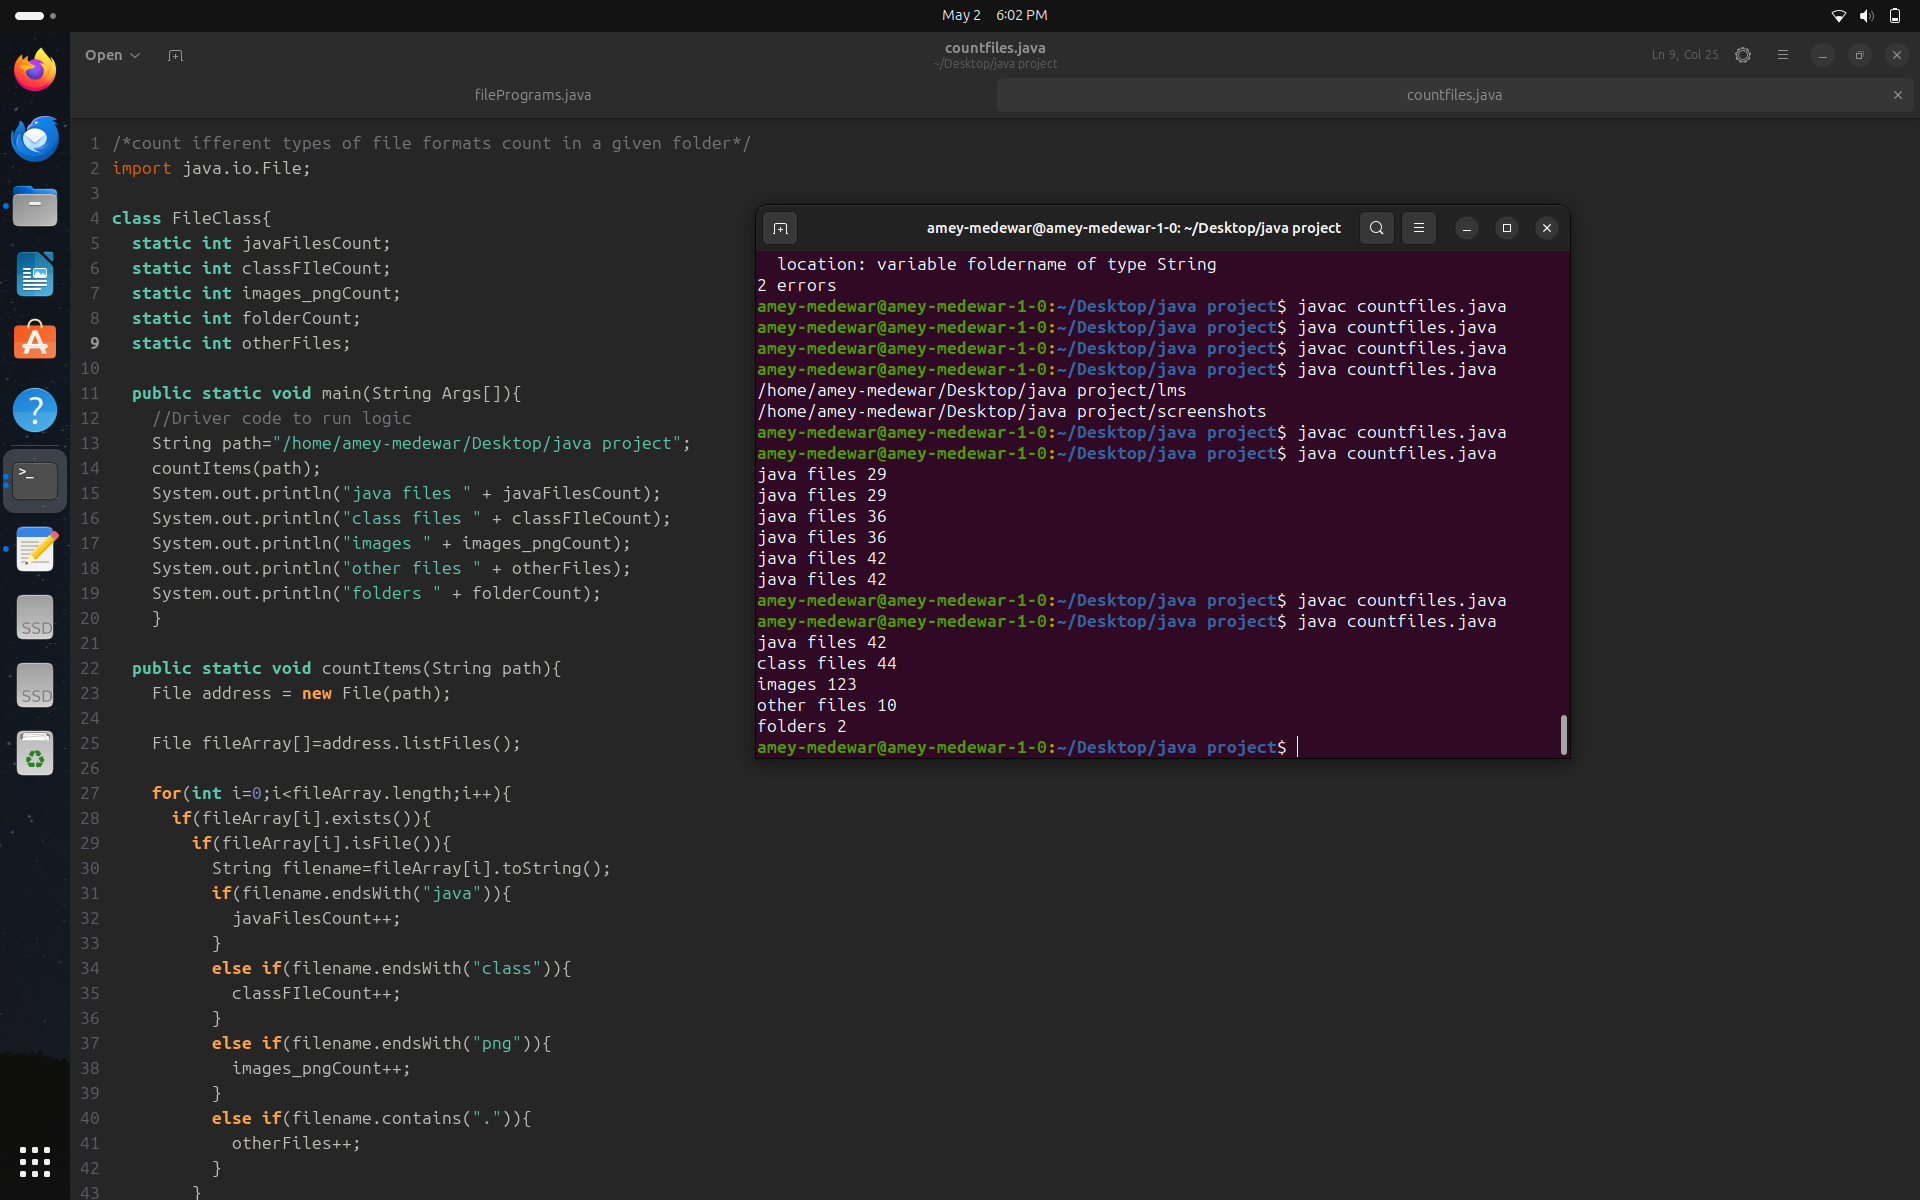 May 2 6:02 PM
Open
countfiles.java
~/Desktop/java project
Ln 9, Col 25
filePrograms.java
countfiles.java
1 /*count ifferent types of file formats count in a given folder*/
2 import java.io.File;
3
4 class FileClass{
5 static int javaFilesCount;
6 static int classFIleCount;
7 static int images_pngCount;
8 static int folderCount;
9 static int otherFiles;
10
11 public static void main(String Args[]){
12 //Driver code to run logic
13 String path="/home/amey-medewar/Desktop/java project";
14 countItems(path);
15 System.out.println("java files " + javaFilesCount);
16 System.out.println("class files " + classFIleCount);
17 System.out.println("images " + images_pngCount);
18 System.out.println("other files " + otherFiles);
19 System.out.println("folders " + folderCount);
20 }
21
22 public static void countItems(String path){
23 File address = new File(path);
24
25 File fileArray[]=address.listFiles();
26
27 for(int i=0;i<fileArray.length;i++){
28 if(fileArray[i].exists()){
29 if(fileArray[i].isFile()){
30 String filename=fileArray[i].toString();
31 if(filename.endsWith("java")){
32 javaFilesCount++;
33 }
34 else if(filename.endsWith("class")){
35 classFIleCount++;
36 }
37 else if(filename.endsWith("png")){
38 images_pngCount++;
39 }
40 else if(filename.contains(".")){
41 otherFiles++;
42 }
43 }
amey-medewar@amey-medewar-1-0: ~/Desktop/java project
location: variable foldername of type String
2 errors
amey-medewar@amey-medewar-1-0:~/Desktop/java project$ javac countfiles.java
amey-medewar@amey-medewar-1-0:~/Desktop/java project$ java countfiles.java
amey-medewar@amey-medewar-1-0:~/Desktop/java project$ javac countfiles.java
amey-medewar@amey-medewar-1-0:~/Desktop/java project$ java countfiles.java
/home/amey-medewar/Desktop/java project/lms
/home/amey-medewar/Desktop/java project/screenshots
amey-medewar@amey-medewar-1-0:~/Desktop/java project$ javac countfiles.java
amey-medewar@amey-medewar-1-0:~/Desktop/java project$ java countfiles.java
java files 29
java files 29
java files 36
java files 36
java files 42
java files 42
amey-medewar@amey-medewar-1-0:~/Desktop/java project$ javac countfiles.java
amey-medewar@amey-medewar-1-0:~/Desktop/java project$ java countfiles.java
java files 42
class files 44
images 123
other files 10
folders 2
amey-medewar@amey-medewar-1-0:~/Desktop/java project$
SSD
SSD